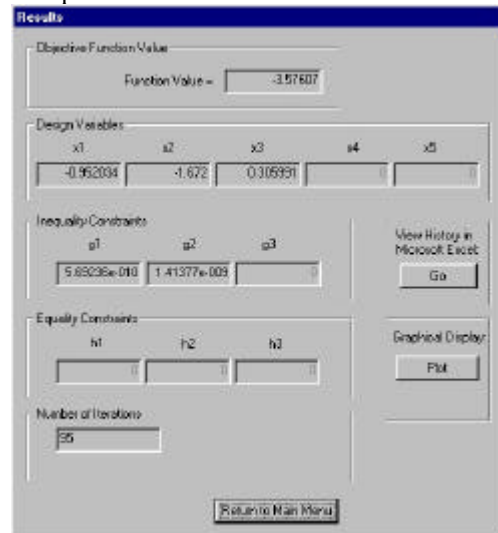 Results
Objective Function Value
Function Value = -3.57607
Design Variables
x1 x2 x3 x4 x5
-0.952034 -1.672 0.305991 0 0
Inequality Constraints
g1 g2 g3
5.69236e-010 1.41377e-009 0
View History in
Microsoft Excel:
Go
Equality Constraints
h1 h2 h3
0 0 0
Graphical Display:
Plot
Number of Iterations
95
Return to Main Menu